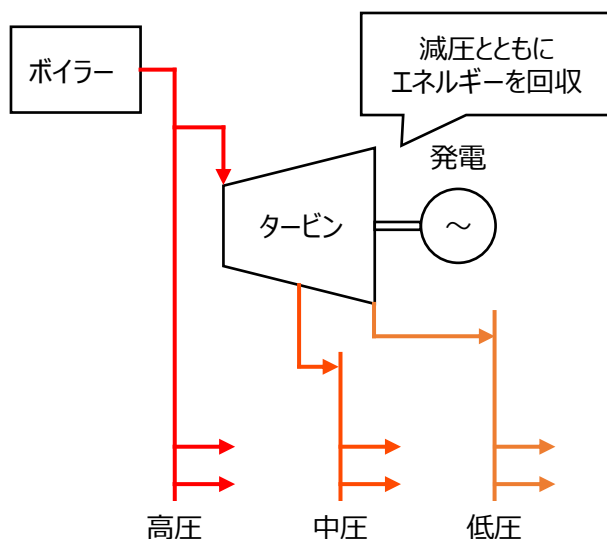 減圧とともに
エネルギーを回収
ボイラー
発電
タービン
～
高圧
中圧
低圧